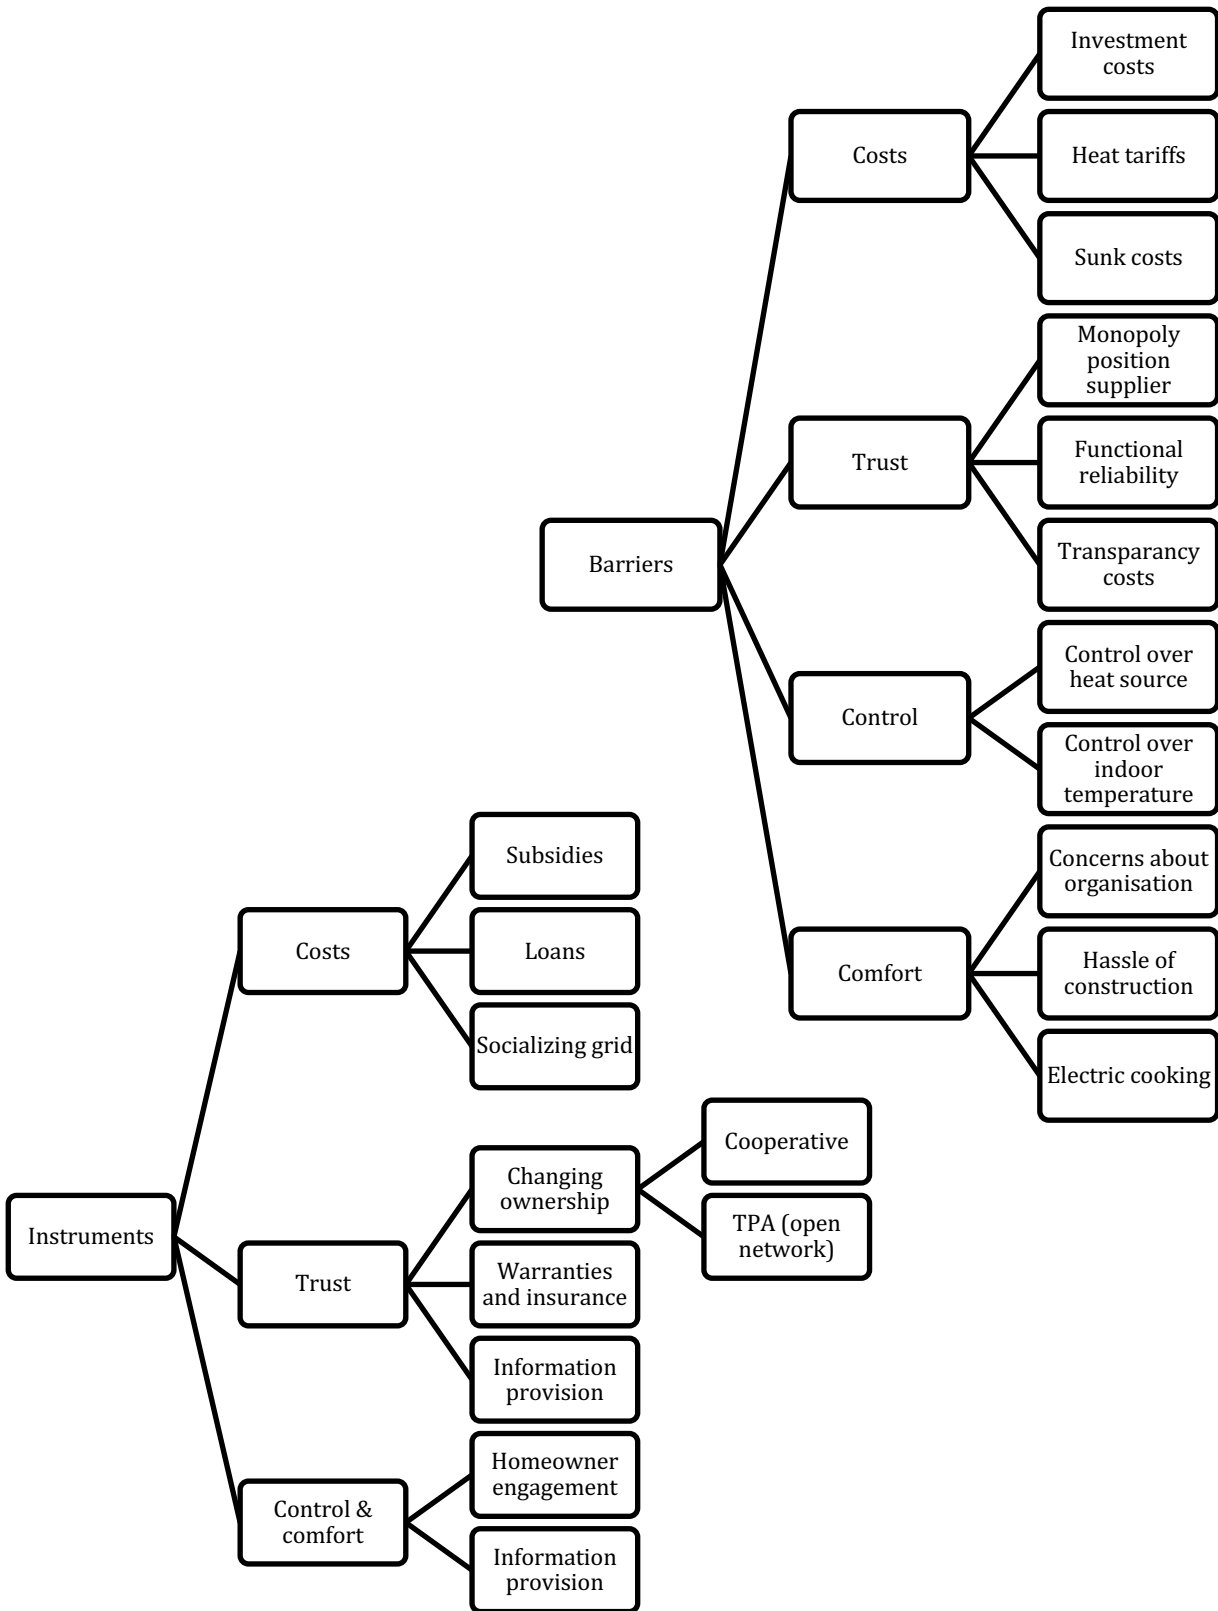 Investment
costs
Costs
Heat tariffs
Sunk costs
Monopoly
position
supplier
Trust
Functional
reliability
Barriers
Transparancy
costs
Control over
heat source
Control
Control over
indoor
temperature
Concerns about
organisation
Comfort
Hassle of
construction
Electric cooking
Subsidies
Costs
Loans
Socializing grid
Cooperative
Changing
ownership
TPA (open
network)
Instruments
Trust
Warranties
and insurance
Information
provision
Homeowner
engagement
Control &
comfort
Information
provision